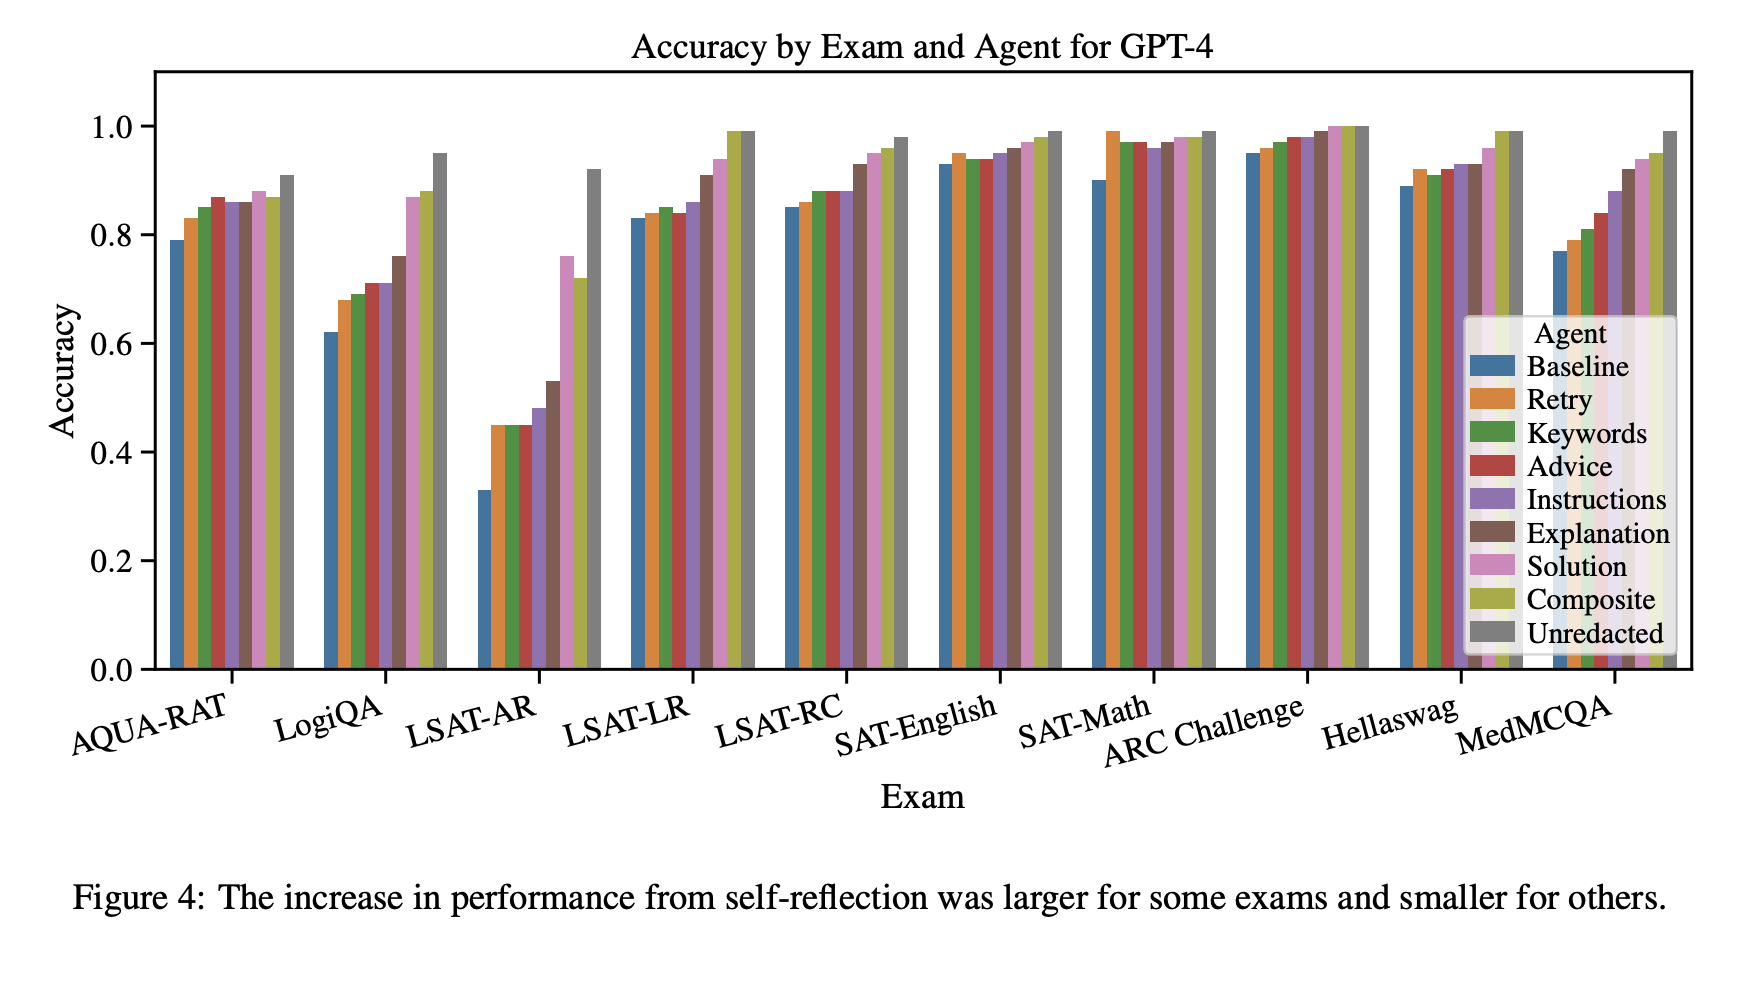 Accuracy by Exam and Agent for GPT-4
1.0
0.8
0.6
0.4
0.2
0.0
Accuracy
Agent
Baseline
Retry
Keywords
Advice
Instructions
Explanation
Solution
Composite
Unredacted
AQUA-RAT
LogiQA
LSAT-AR
LSAT-LR
LSAT-RC
SAT-English
SAT-Math
ARC Challenge
Hellaswag
MedMCQA
Exam
Figure 4: The increase in performance from self-reflection was larger for some exams and smaller for others.